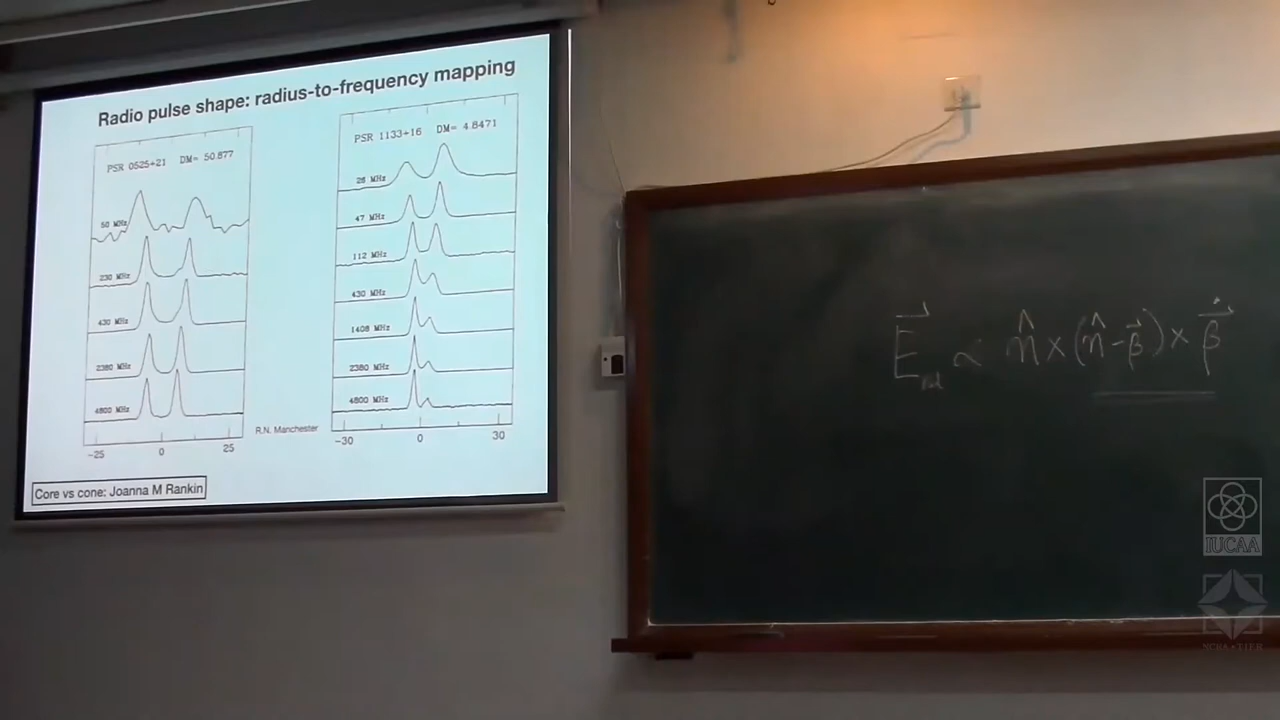 Radio pulse shape: radius-to-frequency mapping
PSR 0525+21 DM= 50.877
50 MHz
230 MHz
430 MHz
2380 MHz
4800 MHz
-25 0 25
PSR 1133+16 DM= 4.8471
26 MHz
47 MHz
112 MHz
430 MHz
1408 MHz
2380 MHz
4800 MHz
-30 0 30
R.N. Manchester
Core vs cone: Joanna M Rankin
E⃗ ∝ n̂ × (n̂ - β⃗) × β⃗̇
IUCAA